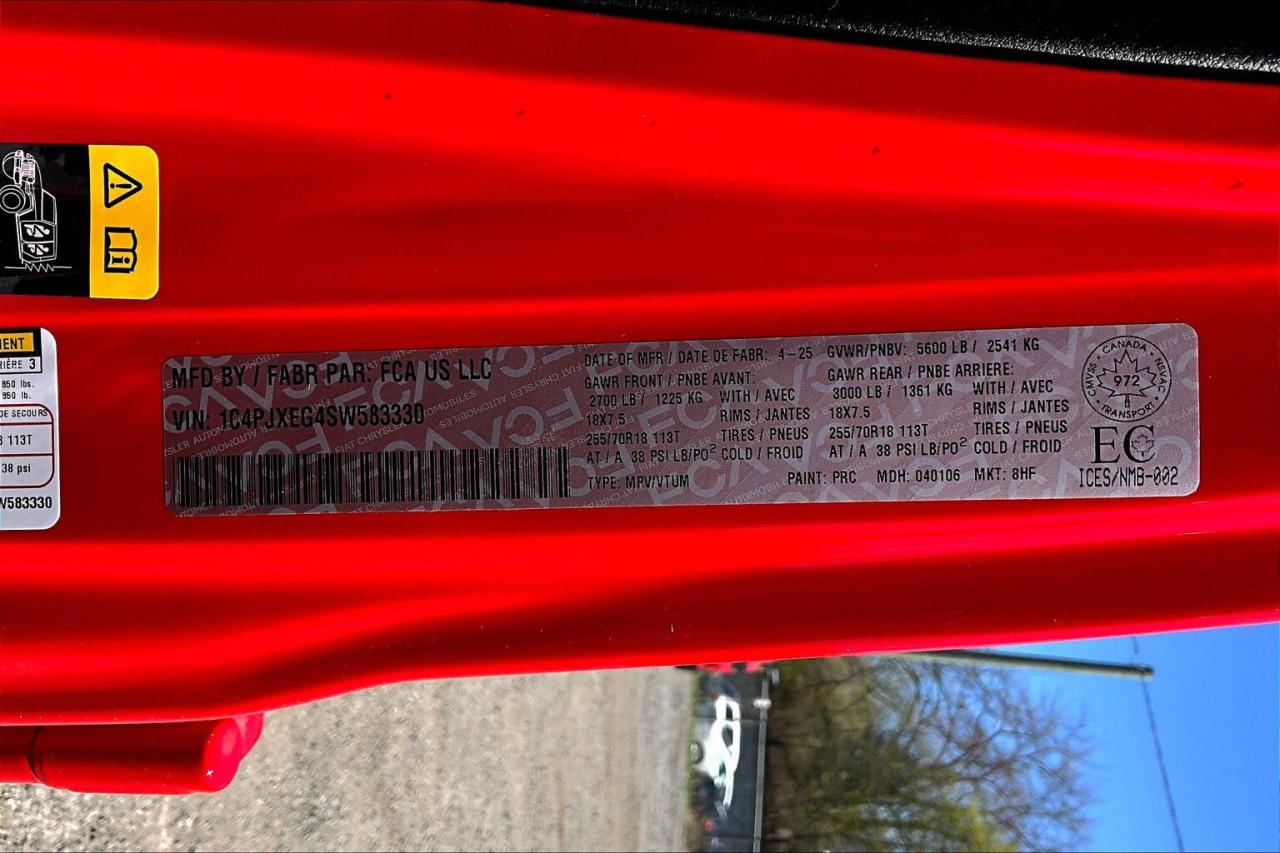 MFD BY / FABR PAR: FCA US LLC
VIN: 1C4PJXEG4SW583330
DATE OF MFR / DATE DE FABR: 4-25
GVWR/PNBV: 5600 LB / 2541 KG
GAWR FRONT / PNBE AVANT:
2700 LB / 1225 KG WITH / AVEC
18X7.5 RIMS / JANTES
255/70R18 113T TIRES / PNEUS
AT / A 38 PSI LB/PO² COLD / FROID
GAWR REAR / PNBE ARRIERE:
3000 LB / 1361 KG WITH / AVEC
18X7.5 RIMS / JANTES
255/70R18 113T TIRES / PNEUS
AT / A 38 PSI LB/PO² COLD / FROID
TYPE: MPV/VTUM PAINT: PRC MDH: 040106 MKT: 8HF
CANADA
CMVSS NSVAC
972
TRANSPORT
EC
ICES/NMB-002
ENT
RIÈRE 3
850 lbs.
950 lbs.
DE SECOURS
113T
38 psi
W583330